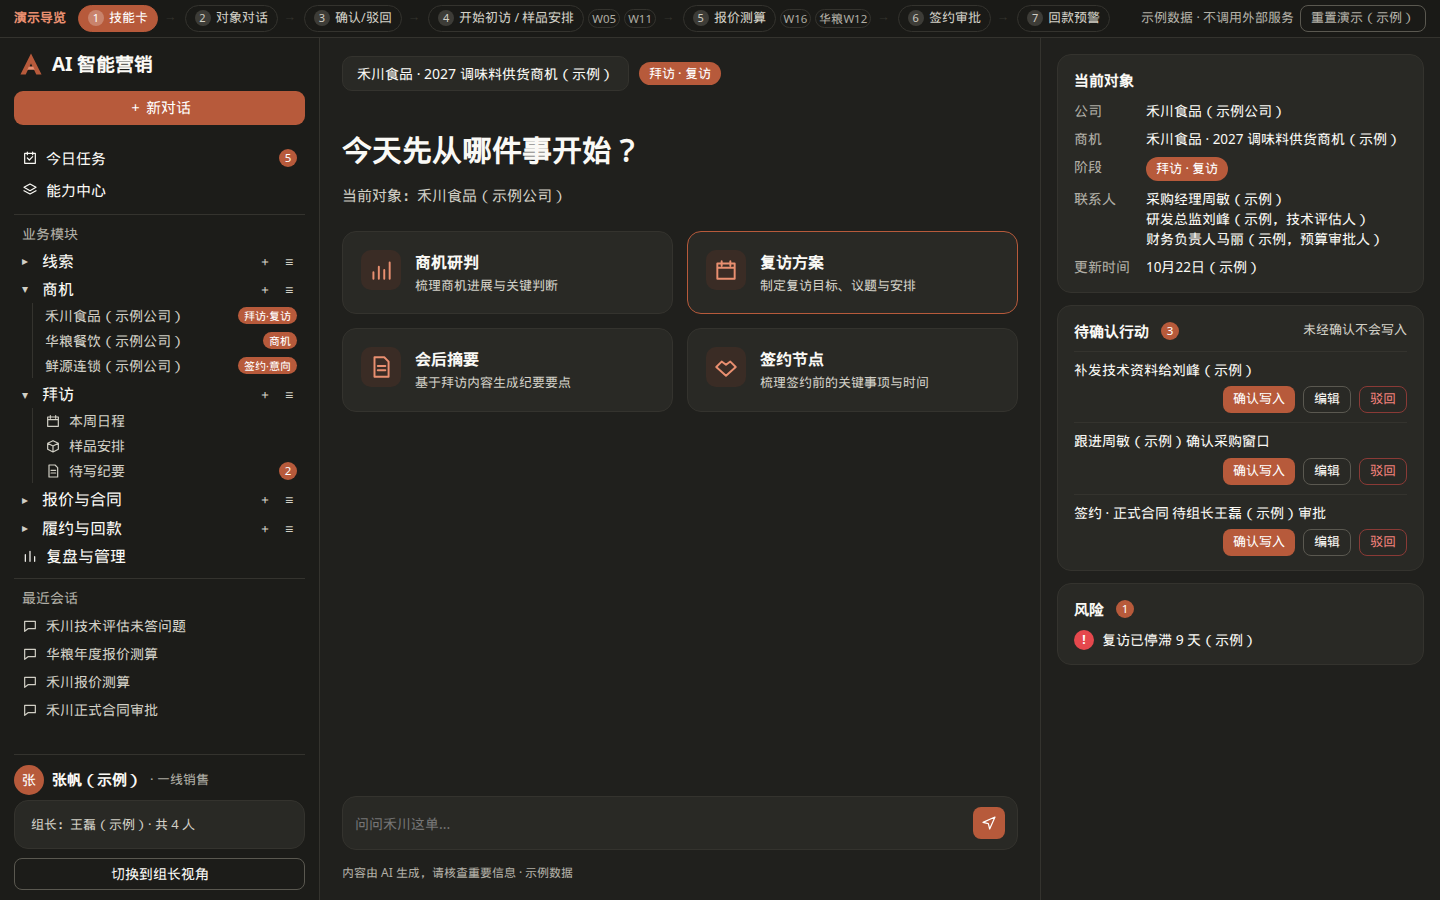 演示导览
1 技能卡
2 对象对话
3 确认/驳回
4 开始初访 / 样品安排
W05
W11
5 报价测算
W16
华粮W12
6 签约审批
7 回款预警
示例数据 · 不调用外部服务
重置演示（示例）
AI 智能营销
+ 新对话
今日任务 5
能力中心
业务模块
线索
商机
禾川食品（示例公司） 拜访·复访
华粮餐饮（示例公司） 商机
鲜源连锁（示例公司） 签约·意向
拜访
本周日程
样品安排
待写纪要 2
报价与合同
履约与回款
复盘与管理
最近会话
禾川技术评估未答问题
华粮年度报价测算
禾川报价测算
禾川正式合同审批
张 张帆（示例） · 一线销售
组长：王磊（示例）· 共 4 人
切换到组长视角
禾川食品 · 2027 调味料供货商机（示例）
拜访 · 复访
今天先从哪件事开始？
当前对象：禾川食品（示例公司）
商机研判
梳理商机进展与关键判断
复访方案
制定复访目标、议题与安排
会后摘要
基于拜访内容生成纪要要点
签约节点
梳理签约前的关键事项与时间
问问禾川这单...
内容由 AI 生成，请核查重要信息 · 示例数据
当前对象
公司 禾川食品（示例公司）
商机 禾川食品 · 2027 调味料供货商机（示例）
阶段 拜访 · 复访
联系人 采购经理周敏（示例）
研发总监刘峰（示例，技术评估人）
财务负责人马丽（示例，预算审批人）
更新时间 10月22日（示例）
待确认行动 3 未经确认不会写入
补发技术资料给刘峰（示例）
确认写入 编辑 驳回
跟进周敏（示例）确认采购窗口
确认写入 编辑 驳回
签约 · 正式合同 待组长王磊（示例）审批
确认写入 编辑 驳回
风险 1
! 复访已停滞 9 天（示例）